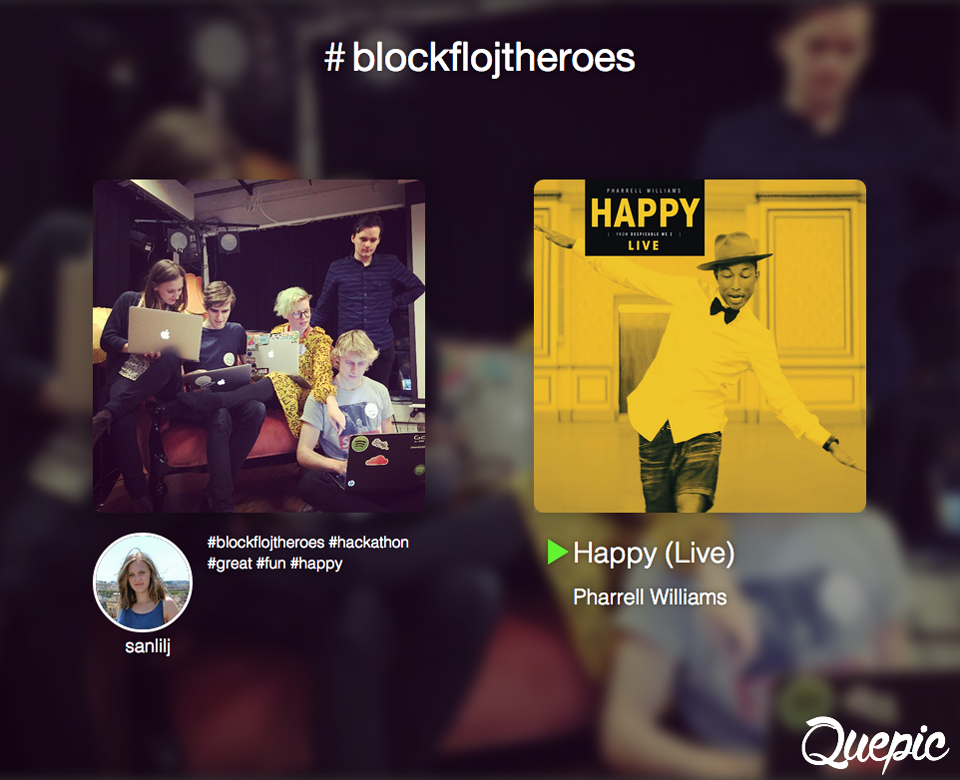 # blockflojtheroes
PHARRELL WILLIAMS
HAPPY
FROM DESPICABLE ME 2
LIVE
#blockflojtheroes #hackathon
#great #fun #happy
sanlilj
Happy (Live)
Pharrell Williams
Quepic